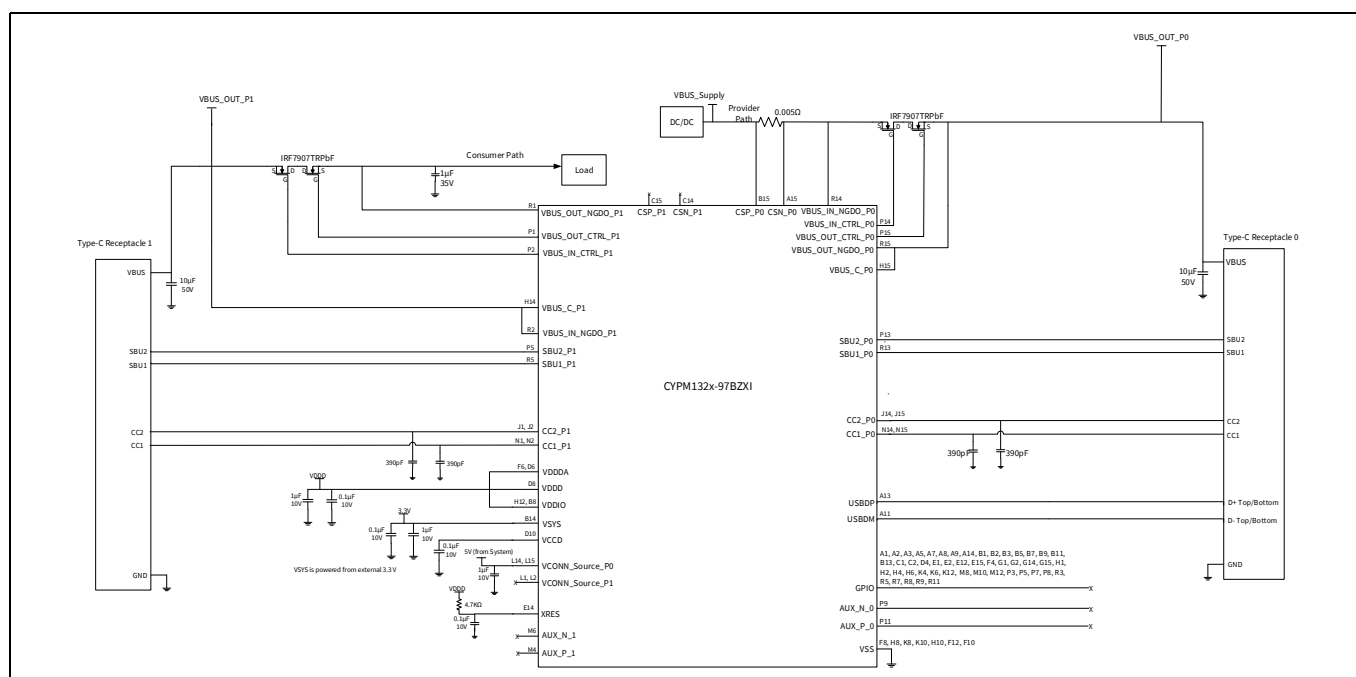 VBUS_OUT_P0
VBUS_OUT_P1
VBUS_Supply
DC/DC
Provider
Path
0.005Ω
IRF7907TRPbF
S
D
G
D
S
G
IRF7907TRPbF
S
D
G
D
S
G
Consumer Path
Load
1µF
35V
C15
CSP_P1
C14
CSN_P1
B15
CSP_P0
A15
CSN_P0
R14
VBUS_IN_NGDO_P0
VBUS_IN_CTRL_P0
P14
VBUS_OUT_CTRL_P0
P15
VBUS_OUT_NGDO_P0
R15
VBUS_C_P0
H15
R1
VBUS_OUT_NGDO_P1
P1
VBUS_OUT_CTRL_P1
P2
VBUS_IN_CTRL_P1
Type-C Receptacle 1
VBUS
10µF
50V
H14
VBUS_C_P1
R2
VBUS_IN_NGDO_P1
SBU2
P5
SBU2_P1
SBU1
R5
SBU1_P1
CYPM132x-97BZXI
CC2
J1, J2
CC2_P1
CC1
N1, N2
CC1_P1
390pF
390pF
F6, D6
VDDDA
VDDD
D8
VDDD
1µF
10V
0.1µF
10V
H12, B8
VDDIO
3.3V
B14
VSYS
0.1µF
10V
1µF
10V
D10
VCCD
0.1µF
10V
VSYS is powered from external 3.3 V
5V (from System)
L14, L15
VCONN_Source_P0
1µF
10V
L1, L2
VCONN_Source_P1
GND
VDDD
4.7KΩ
E14
XRES
0.1µF
10V
M6
AUX_N_1
M4
AUX_P_1
Type-C Receptacle 0
VBUS
10µF
50V
SBU2_P0
P13
SBU2
SBU1_P0
R13
SBU1
CC2_P0
J14, J15
CC2
CC1_P0
N14, N15
CC1
390pF
390pF
USBDP
A13
D+ Top/Bottom
USBDM
A11
D- Top/Bottom
A1, A2, A3, A5, A7, A8, A9, A14, B1, B2, B3, B5, B7, B9, B11,
B13, C1, C2, D4, E1, E2, E12, E15, F4, G1, G2, G14, G15, H1,
H2, H4, H6, K4, K6, K12, M8, M10, M12, P3, P5, P7, P8, R3,
R5, R7, R8, R9, R11
GPIO
AUX_N_0
P9
AUX_P_0
P11
VSS
F8, H8, K8, K10, H10, F12, F10
GND